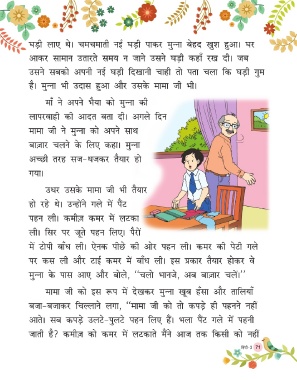 घड़ी लाए थे। चमचमाती नई घड़ी पाकर मुन्ना बेहद खुश हुआ। घर
आकर सामान उतारते समय न जाने उसने घड़ी कहाँ रख दी। जब
उसने सबको अपनी नई घड़ी दिखानी चाही तो पता चला कि घड़ी गुम
है। मुन्ना भी उदास हुआ और उसके मामा जी भी।
माँ ने अपने भैया को मुन्ना की
लापरवाही की आदत बता दी। अगले दिन
मामा जी ने मुन्ना को अपने साथ
बाज़ार चलने के लिए कहा। मुन्ना
अच्छी तरह सज-धजकर तैयार हो
गया।
उधर उसके मामा जी भी तैयार
हो रहे थे। उन्होंने गले में पैंट
पहन ली। कमीज़ कमर में लटका
ली। सिर पर जूते पहन लिए। पैरों
में टोपी बाँध ली। ऐनक पीछे की ओर पहन ली। कमर की पेटी गले
पर कस ली और टाई कमर में बाँध ली। इस प्रकार तैयार होकर वे
मुन्ना के पास आए और बोले, "चलो भानजे, अब बाज़ार चलें।"
मामा जी को इस रूप में देखकर मुन्ना खूब हँसा और तालियाँ
बजा-बजाकर चिल्लाने लगा, "मामा जी को तो कपड़े ही पहनने नहीं
आते। सब कपड़े उलटे-पुलटे पहन लिए हैं। भला पैंट गले में पहनी
जाती है? कमीज़ को कमर में लटकाते मैंने आज तक किसी को नहीं
71